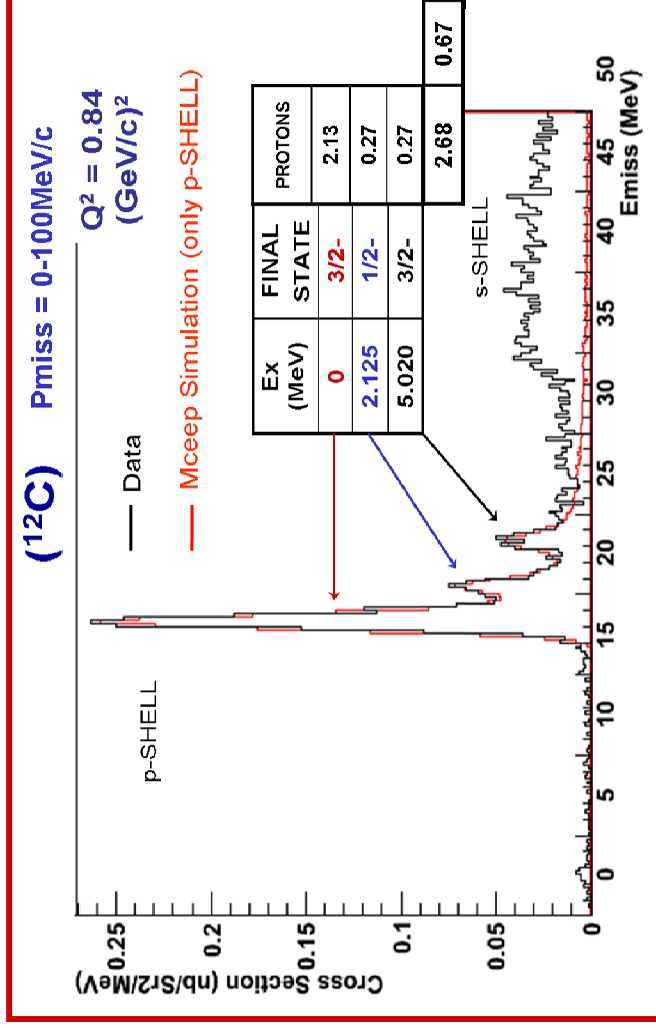 (12C) Pmiss = 0-100MeV/c
Q2 = 0.84
(GeV/c)2
Data
Mceep Simulation (only p-SHELL)
p-SHELL
Ex
(MeV)
FINAL
STATE
PROTONS
0 3/2- 2.13
2.125 1/2- 0.27
5.020 3/2- 0.27
2.68 0.67
s-SHELL
Cross Section (nb/Sr2/MeV)
0.25
0.2
0.15
0.1
0.05
0
0 5 10 15 20 25 30 35 40 45 50
Emiss (MeV)